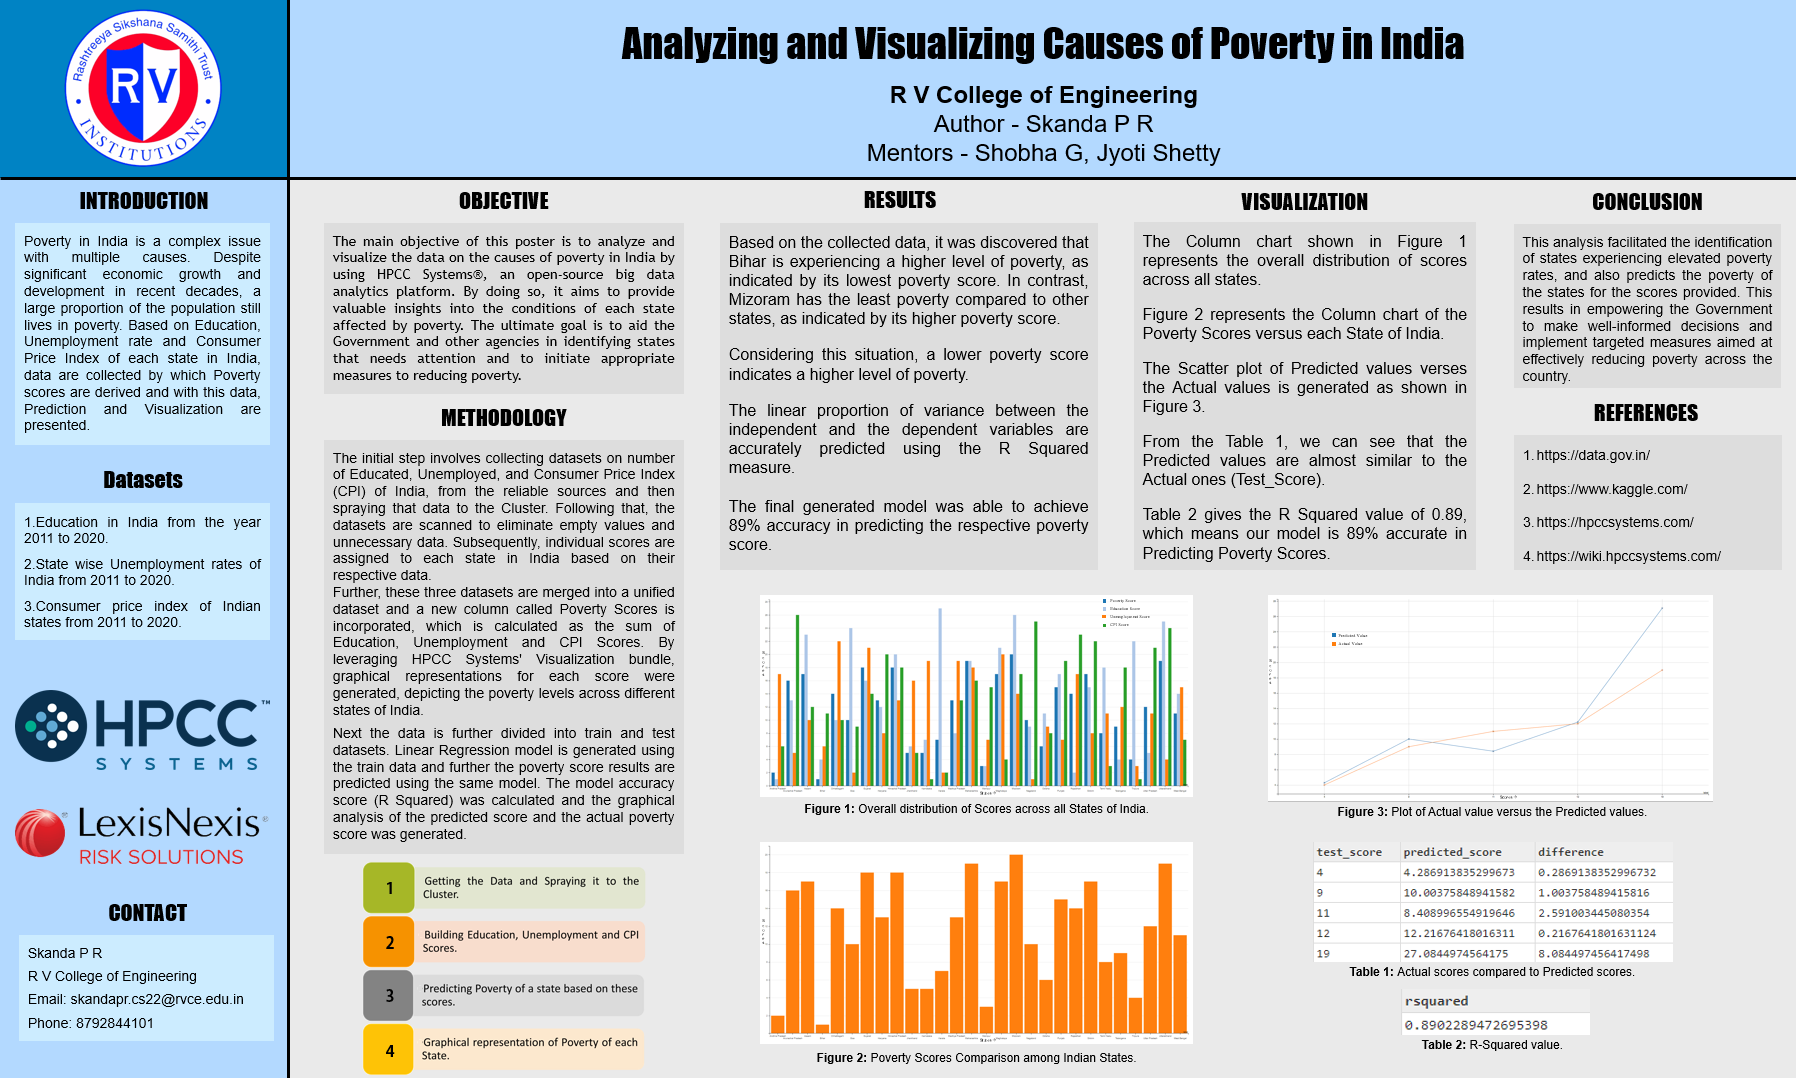 Rashtreeya Sikshana Samithi Trust
RV
INSTITUTIONS
Analyzing and Visualizing Causes of Poverty in India
R V College of Engineering
Author - Skanda P R
Mentors - Shobha G, Jyoti Shetty
INTRODUCTION
Poverty in India is a complex issue
with multiple causes. Despite
significant economic growth and
development in recent decades, a
large proportion of the population still
lives in poverty. Based on Education,
Unemployment rate and Consumer
Price Index of each state in India,
data are collected by which Poverty
scores are derived and with this data,
Prediction and Visualization are
presented.
Datasets
1.Education in India from the year
2011 to 2020.
2.State wise Unemployment rates of
India from 2011 to 2020.
3.Consumer price index of Indian
states from 2011 to 2020.
HPCC™
SYSTEMS
LexisNexis®
RISK SOLUTIONS
CONTACT
Skanda P R
R V College of Engineering
Email: skandapr.cs22@rvce.edu.in
Phone: 8792844101
OBJECTIVE
The main objective of this poster is to analyze and
visualize the data on the causes of poverty in India by
using HPCC Systems®, an open-source big data
analytics platform. By doing so, it aims to provide
valuable insights into the conditions of each state
affected by poverty. The ultimate goal is to aid the
Government and other agencies in identifying states
that needs attention and to initiate appropriate
measures to reducing poverty.
METHODOLOGY
The initial step involves collecting datasets on number
of Educated, Unemployed, and Consumer Price Index
(CPI) of India, from the reliable sources and then
spraying that data to the Cluster. Following that, the
datasets are scanned to eliminate empty values and
unnecessary data. Subsequently, individual scores are
assigned to each state in India based on their
respective data.
Further, these three datasets are merged into a unified
dataset and a new column called Poverty Scores is
incorporated, which is calculated as the sum of
Education, Unemployment and CPI Scores. By
leveraging HPCC Systems' Visualization bundle,
graphical representations for each score were
generated, depicting the poverty levels across different
states of India.
Next the data is further divided into train and test
datasets. Linear Regression model is generated using
the train data and further the poverty score results are
predicted using the same model. The model accuracy
score (R Squared) was calculated and the graphical
analysis of the predicted score and the actual poverty
score was generated.
1
Getting the Data and Spraying it to the
Cluster.
2
Building Education, Unemployment and CPI
Scores.
3
Predicting Poverty of a state based on these
scores.
4
Graphical representation of Poverty of each
State.
RESULTS
Based on the collected data, it was discovered that
Bihar is experiencing a higher level of poverty, as
indicated by its lowest poverty score. In contrast,
Mizoram has the least poverty compared to other
states, as indicated by its higher poverty score.
Considering this situation, a lower poverty score
indicates a higher level of poverty.
The linear proportion of variance between the
independent and the dependent variables are
accurately predicted using the R Squared
measure.
The final generated model was able to achieve
89% accuracy in predicting the respective poverty
score.
Poverty Score
Education Score
Unemployment Score
CPI Score
Figure 1: Overall distribution of Scores across all States of India.
Figure 2: Poverty Scores Comparison among Indian States.
VISUALIZATION
The Column chart shown in Figure 1
represents the overall distribution of scores
across all states.
Figure 2 represents the Column chart of the
Poverty Scores versus each State of India.
The Scatter plot of Predicted values verses
the Actual values is generated as shown in
Figure 3.
From the Table 1, we can see that the
Predicted values are almost similar to the
Actual ones (Test_Score).
Table 2 gives the R Squared value of 0.89,
which means our model is 89% accurate in
Predicting Poverty Scores.
CONCLUSION
This analysis facilitated the identification
of states experiencing elevated poverty
rates, and also predicts the poverty of
the states for the scores provided. This
results in empowering the Government
to make well-informed decisions and
implement targeted measures aimed at
effectively reducing poverty across the
country.
REFERENCES
1. https://data.gov.in/
2. https://www.kaggle.com/
3. https://hpccsystems.com/
4. https://wiki.hpccsystems.com/
Predicted Value
Actual Value
Figure 3: Plot of Actual value versus the Predicted values.
test_score predicted_score difference
4 4.286913835299673 0.2869138352996732
9 10.00375848941582 1.003758489415816
11 8.408996554919646 2.591003445080354
12 12.21676418016311 0.2167641801631124
19 27.0844974564175 8.084497456417498
Table 1: Actual scores compared to Predicted scores.
rsquared
0.8902289472695398
Table 2: R-Squared value.